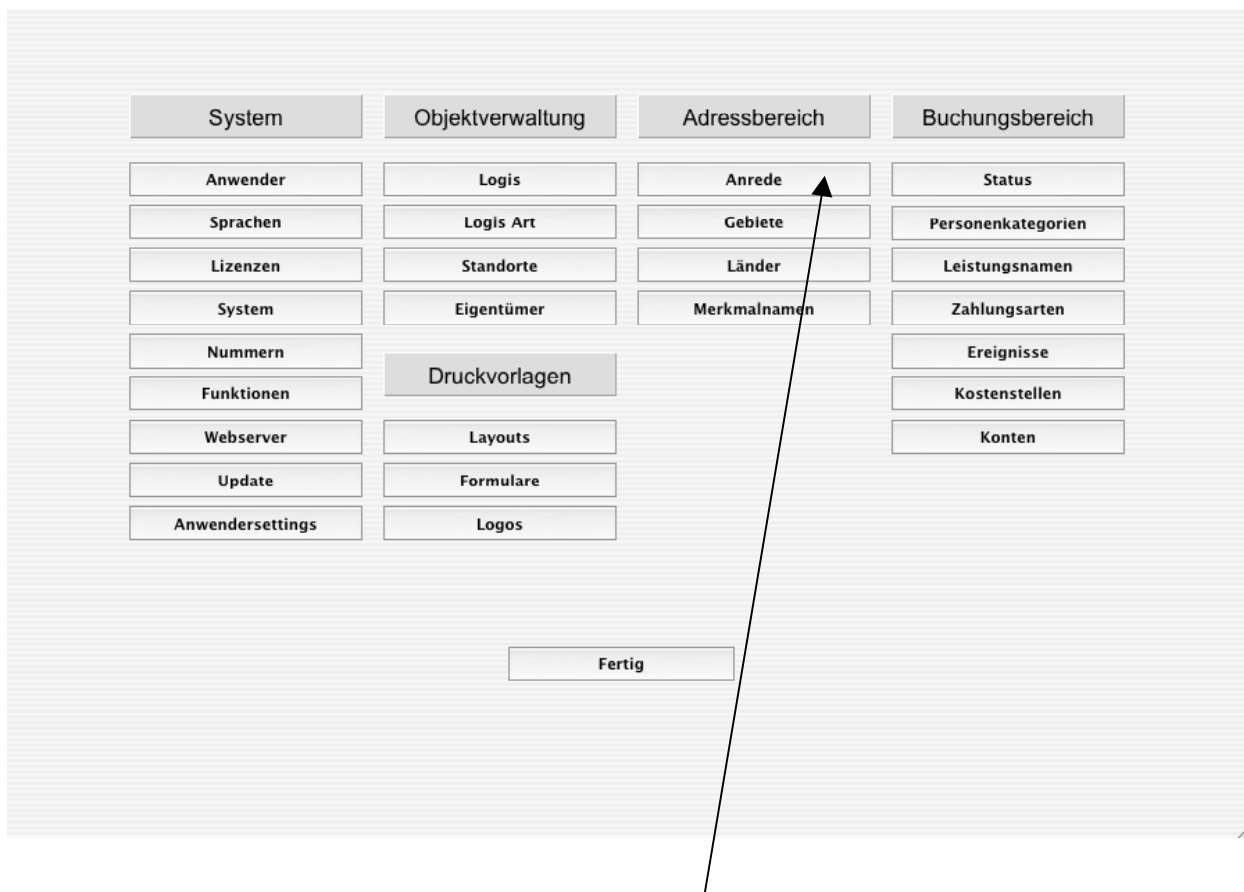 System
Objektverwaltung
Adressbereich
Buchungsbereich
Anwender
Logis
Anrede
Status
Sprachen
Logis Art
Gebiete
Personenkategorien
Lizenzen
Standorte
Länder
Leistungsnamen
System
Eigentümer
Merkmalnamen
Zahlungsarten
Nummern
Druckvorlagen
Ereignisse
Funktionen
Kostenstellen
Webserver
Layouts
Konten
Update
Formulare
Anwendersettings
Logos
Fertig